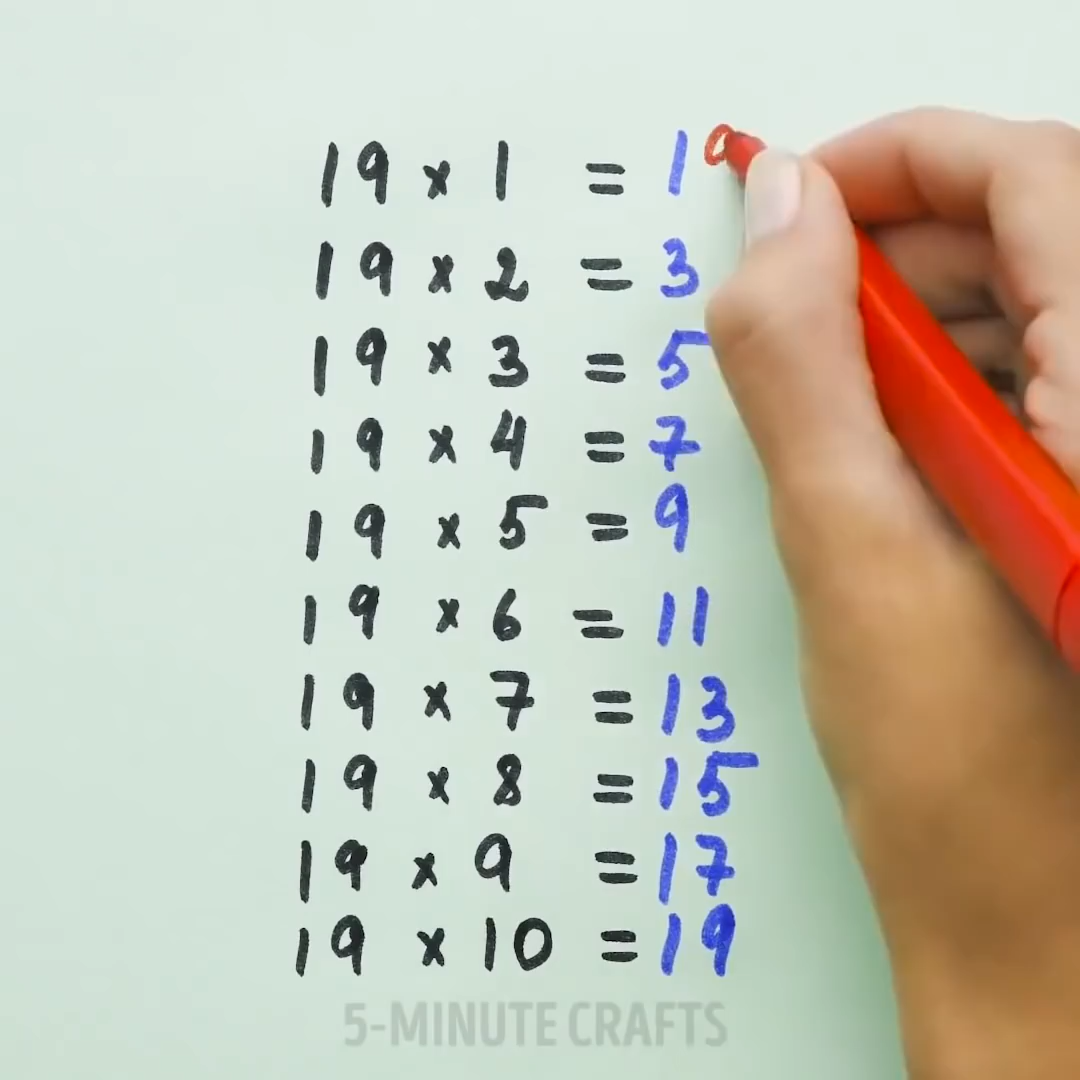 19 × 1 = 19
19 × 2 = 3
19 × 3 = 5
19 × 4 = 7
19 × 5 = 9
19 × 6 = 11
19 × 7 = 13
19 × 8 = 15
19 × 9 = 17
19 × 10 = 19
5-MINUTE CRAFTS